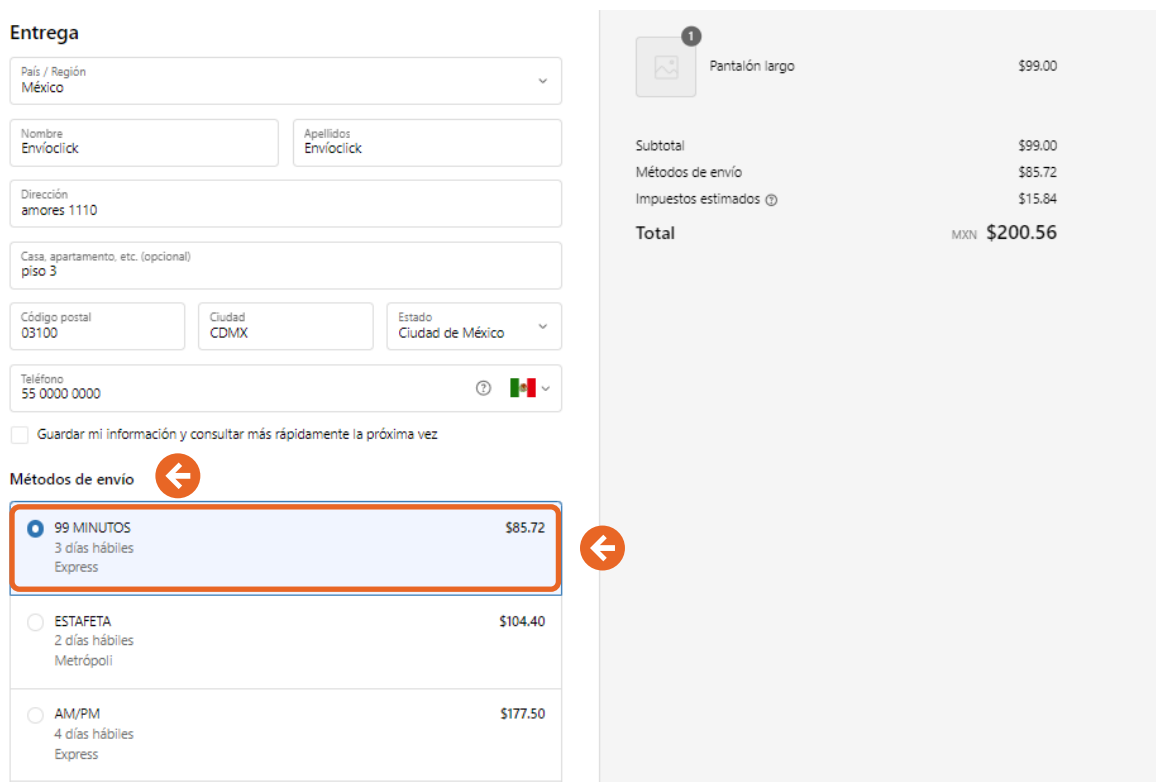 Entrega
País / Región
México
Nombre
Envíoclick
Apellidos
Envíoclick
Dirección
amores 1110
Casa, apartamento, etc. (opcional)
piso 3
Código postal
03100
Ciudad
CDMX
Estado
Ciudad de México
Teléfono
55 0000 0000
Guardar mi información y consultar más rápidamente la próxima vez
Métodos de envío
99 MINUTOS $85.72
3 días hábiles
Express
ESTAFETA $104.40
2 días hábiles
Metrópoli
AM/PM $177.50
4 días hábiles
Express
1
Pantalón largo $99.00
Subtotal $99.00
Métodos de envío $85.72
Impuestos estimados $15.84
Total MXN $200.56